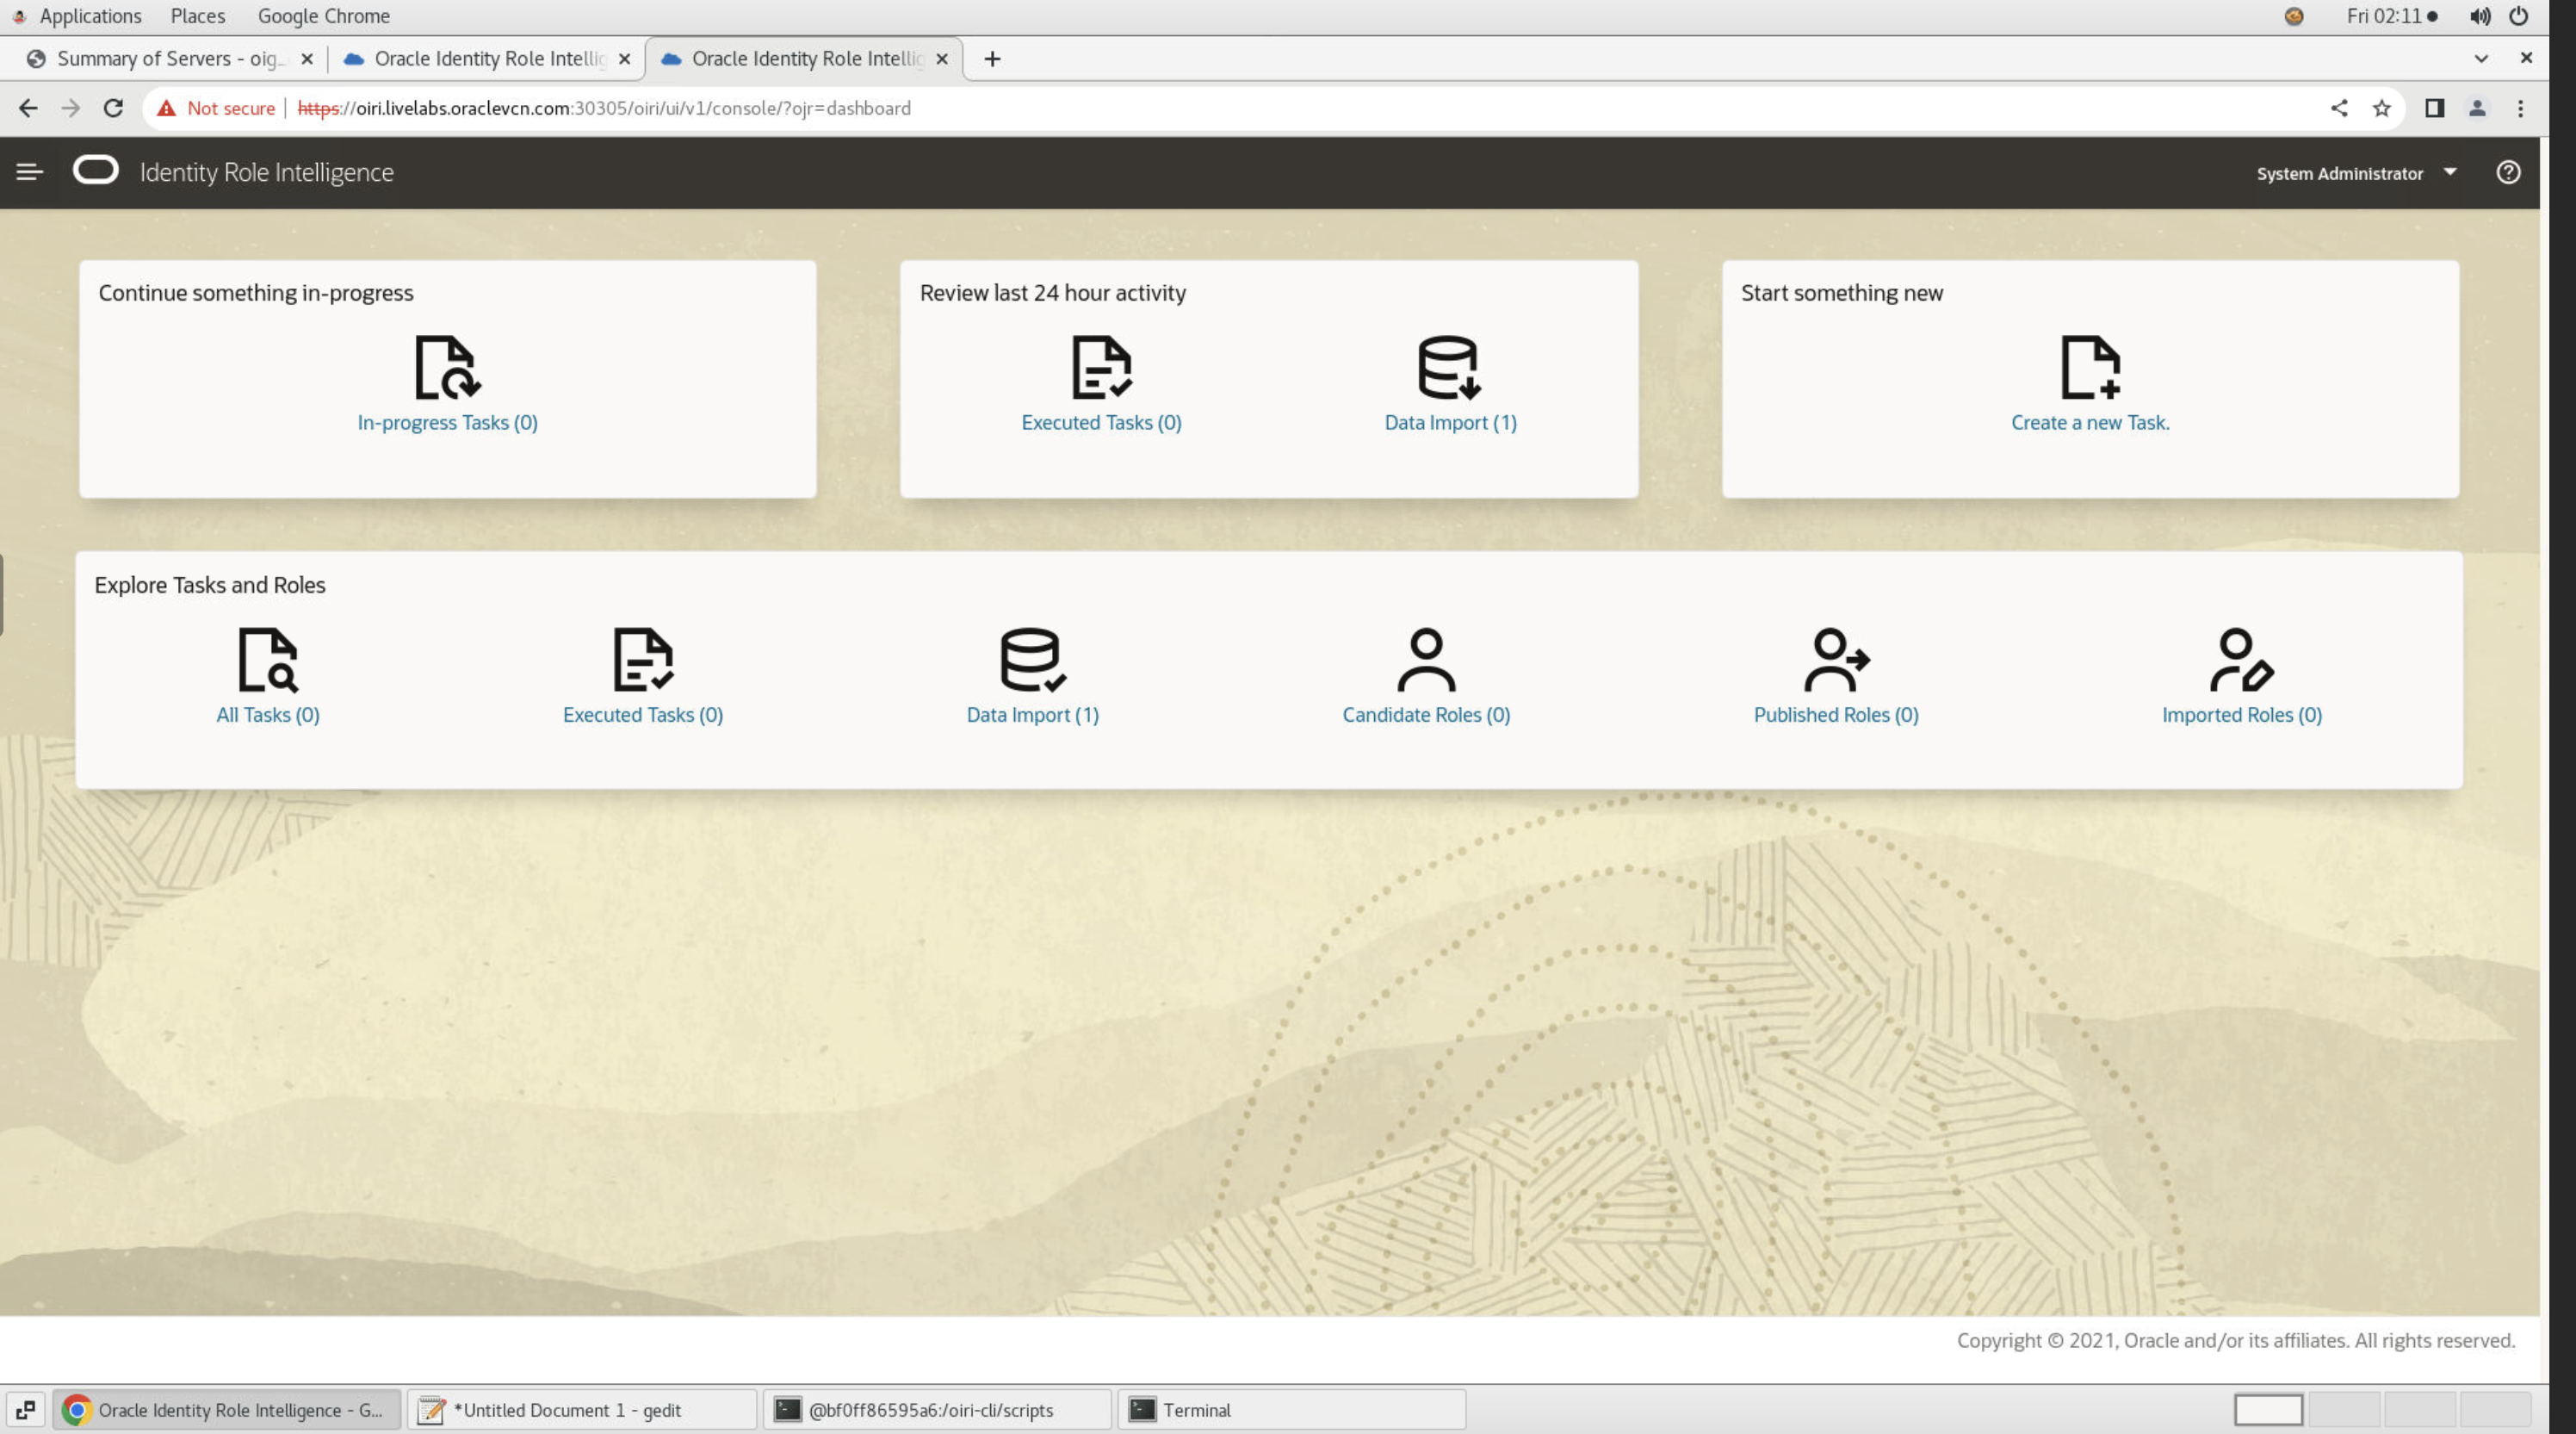 Applications Places Google Chrome Fri 02:11
Summary of Servers - oig_ Oracle Identity Role Intellig Oracle Identity Role Intellig
Not secure https://oiri.livelabs.oraclevcn.com:30305/oiri/ui/v1/console/?ojr=dashboard
Identity Role Intelligence System Administrator
Continue something in-progress
In-progress Tasks (0)
Review last 24 hour activity
Executed Tasks (0) Data Import (1)
Start something new
Create a new Task.
Explore Tasks and Roles
All Tasks (0) Executed Tasks (0) Data Import (1) Candidate Roles (0) Published Roles (0) Imported Roles (0)
Copyright © 2021, Oracle and/or its affiliates. All rights reserved.
Oracle Identity Role Intelligence - G... *Untitled Document 1 - gedit @bf0ff86595a6:/oiri-cli/scripts Terminal